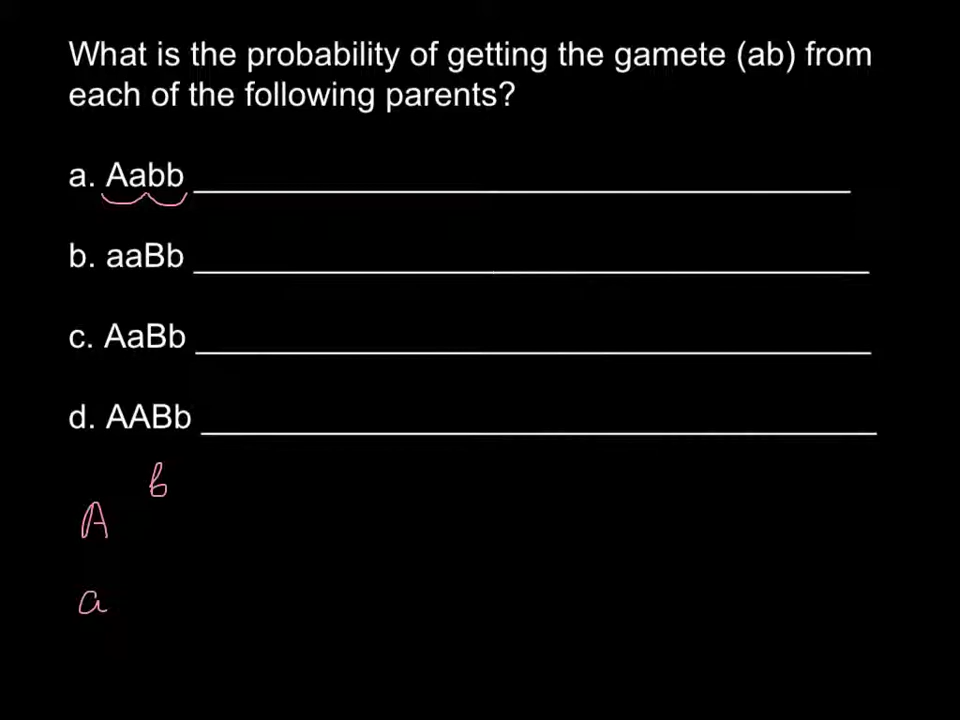 What is the probability of getting the gamete (ab) from
each of the following parents?
a. Aabb
b. aaBb
c. AaBb
d. AABb
b
A
a